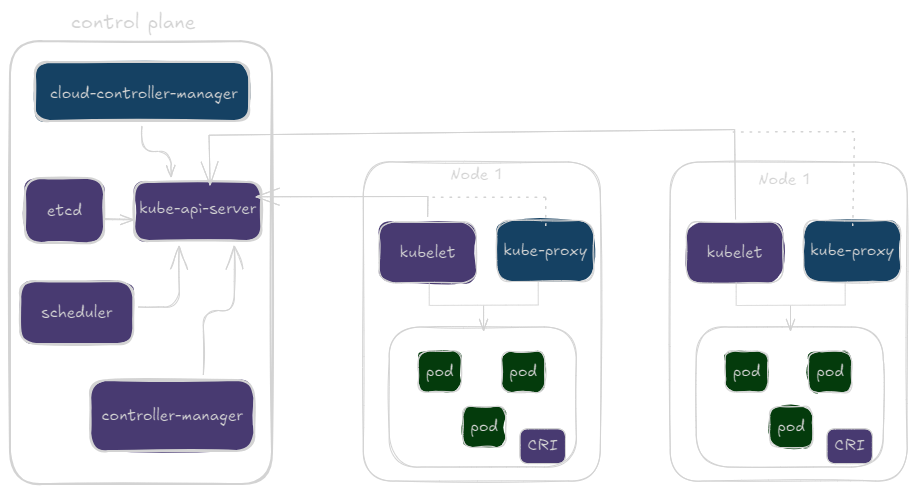 control plane
cloud-controller-manager
etcd
kube-api-server
scheduler
controller-manager
Node 1
kubelet
kube-proxy
pod
pod
pod
CRI
Node 1
kubelet
kube-proxy
pod
pod
pod
CRI